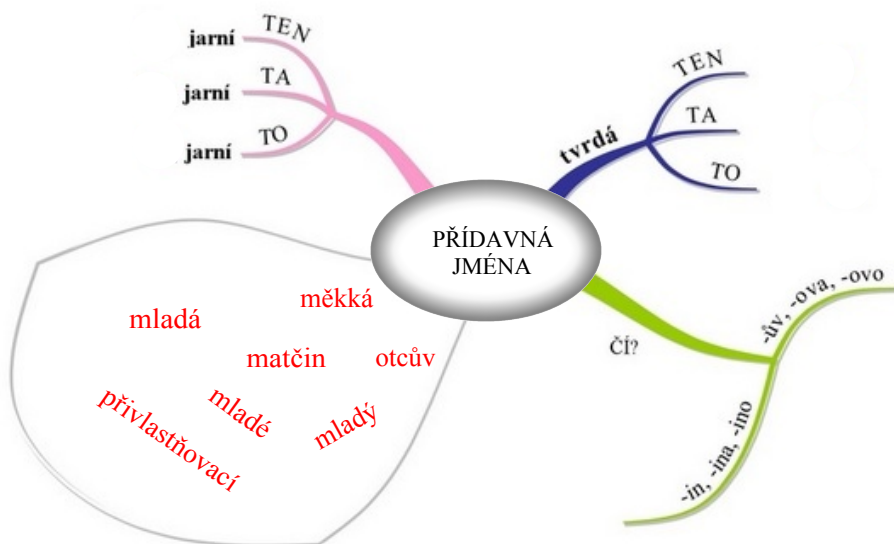 jarní
TEN
jarní
TA
jarní
TO
tvrdá
TEN
TA
TO
PŘÍDAVNÁ
JMÉNA
ČÍ?
-ův, -ova, -ovo
-in, -ina, -ino
mladá
měkká
matčin
otcův
přivlastňovací
mladé
mladý